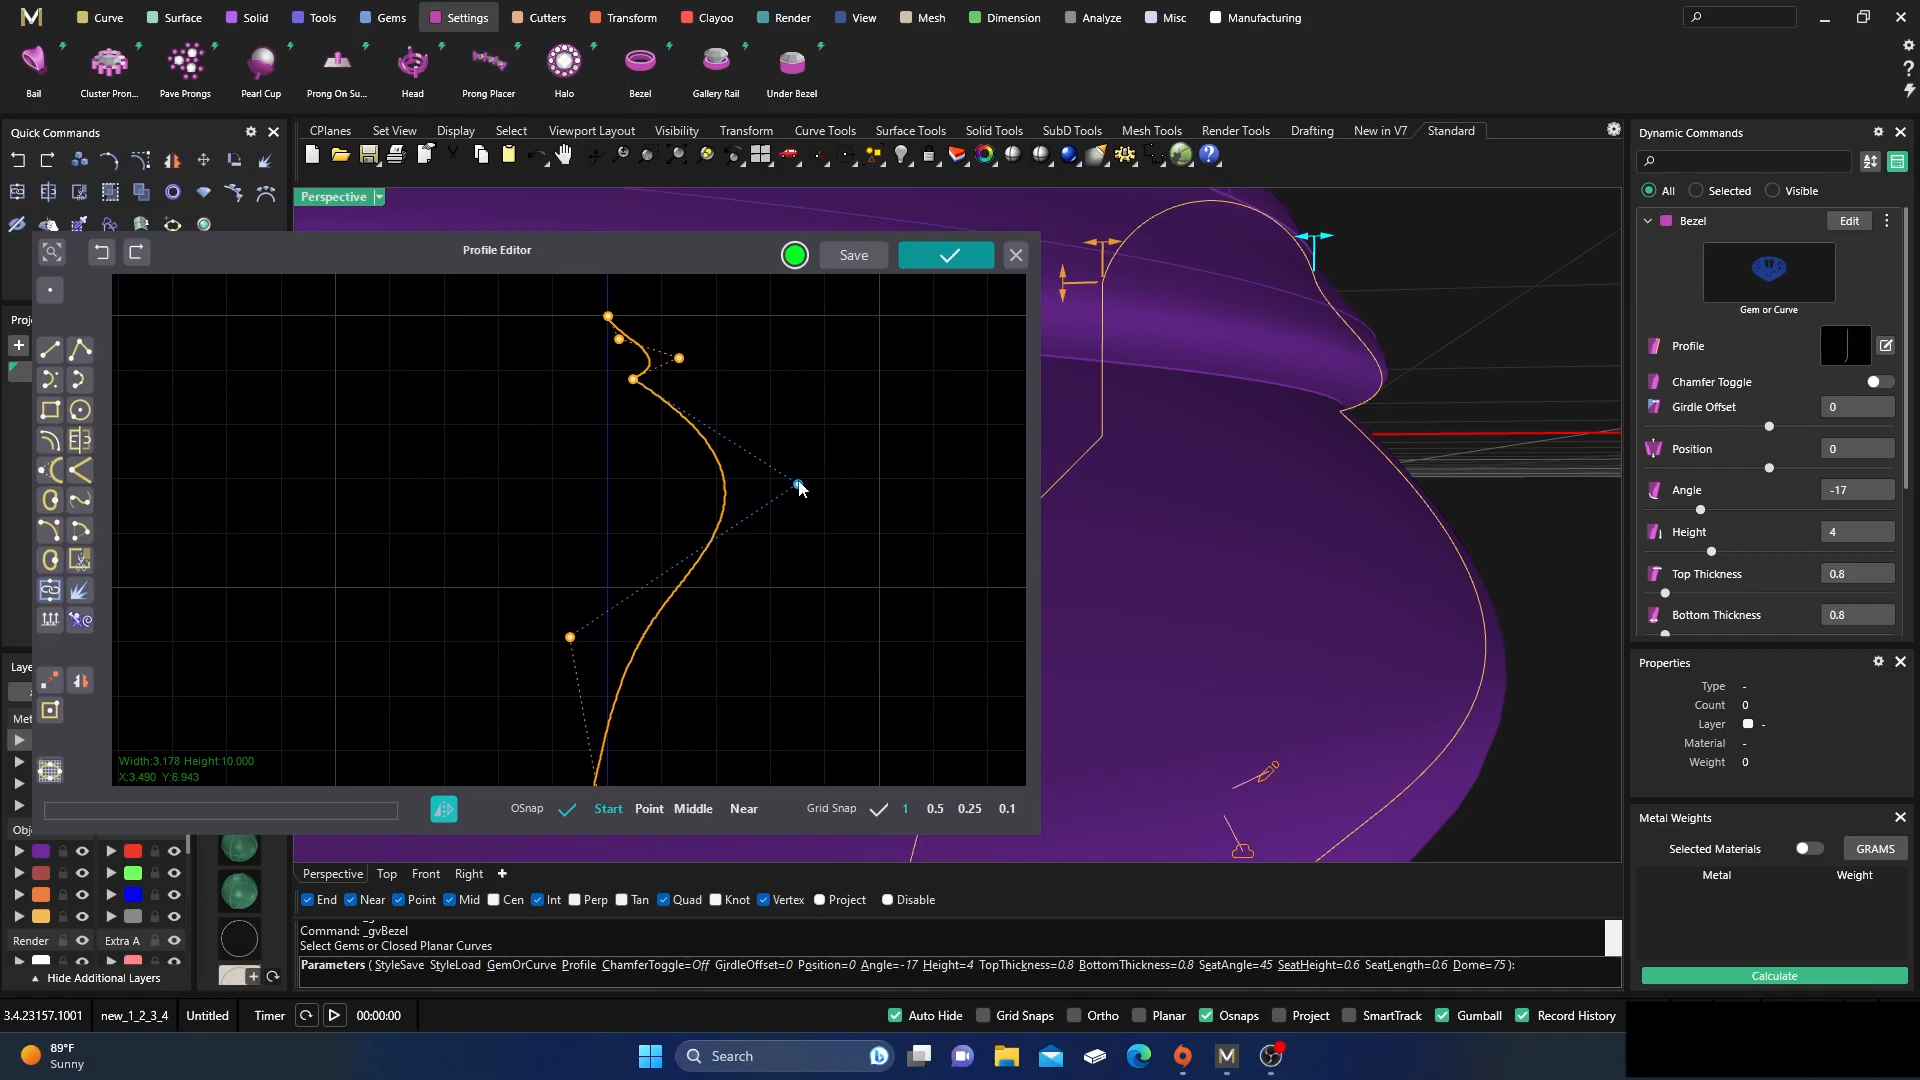 Curve Surface Solid Tools Gems Settings Cutters Transform Clayoo Render View Mesh Dimension Analyze Misc Manufacturing
Bail Cluster Pron... Pave Prongs Pearl Cup Prong On Su... Head Prong Placer Halo Bezel Gallery Rail Under Bezel
Quick Commands
CPlanes Set View Display Select Viewport Layout Visibility Transform Curve Tools Surface Tools Solid Tools SubD Tools Mesh Tools Render Tools Drafting New in V7 Standard
Perspective
Profile Editor
Save
Proj
Laye
Met
Obj
Width:3.178 Height:10.000
X:3.490 Y:6.943
OSnap Start Point Middle Near Grid Snap 1 0.5 0.25 0.1
Render Extra A
Hide Additional Layers
Perspective Top Front Right
End Near Point Mid Cen Int Perp Tan Quad Knot Vertex Project Disable
Command: _gvBezel
Select Gems or Closed Planar Curves
Parameters ( StyleSave StyleLoad GemOrCurve Profile ChamferToggle=Off GirdleOffset=0 Position=0 Angle=-17 Height=4 TopThickness=0.8 BottomThickness=0.8 SeatAngle=45 SeatHeight=0.6 SeatLength=0.6 Dome=75 ):
Dynamic Commands
All Selected Visible
Bezel Edit
Gem or Curve
Profile
Chamfer Toggle
Girdle Offset 0
Position 0
Angle -17
Height 4
Top Thickness 0.8
Bottom Thickness 0.8
Properties
Type -
Count 0
Layer -
Material -
Weight 0
Metal Weights
Selected Materials GRAMS
Metal Weight
Calculate
3.4.23157.1001 new_1_2_3_4 Untitled Timer 00:00:00 Auto Hide Grid Snaps Ortho Planar Osnaps Project SmartTrack Gumball Record History
89°F
Sunny
Search